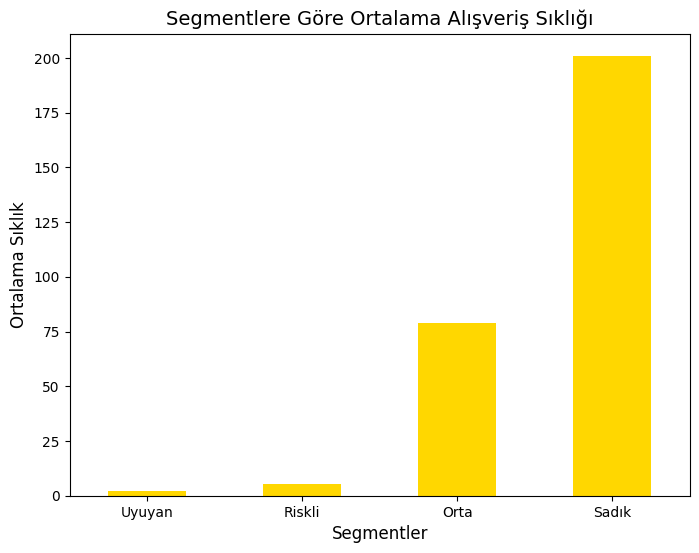 Segmentlere Göre Ortalama Alışveriş Sıklığı
200
175
150
125
100
75
50
25
0
Ortalama Sıklık
Uyuyan Riskli Orta Sadık
Segmentler